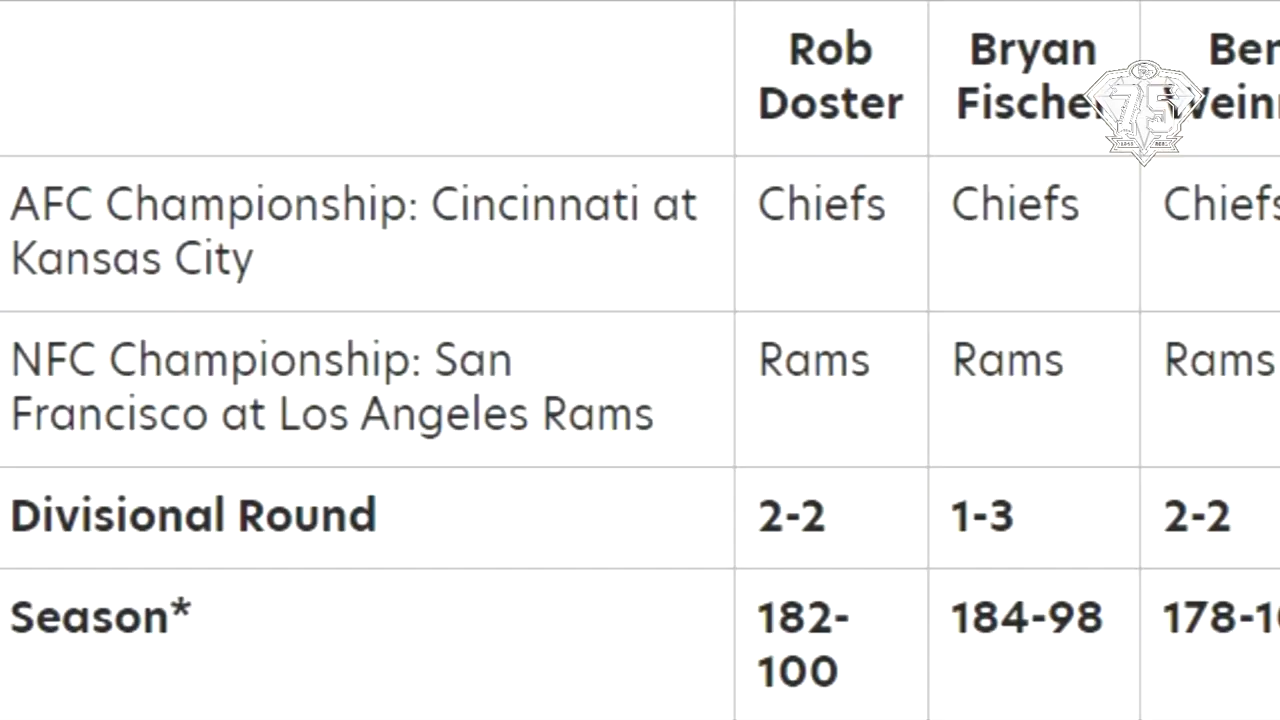 Rob Bryan
Doster
AFC Championship: Cincinnati at Chiefs Chiefs
Kansas City
NFC Championship: San Rams Rams Rams
Francisco at Los Angeles Rams
Divisional Round 2-2 1-3 2-2
Season* 182- 184-98
100
75